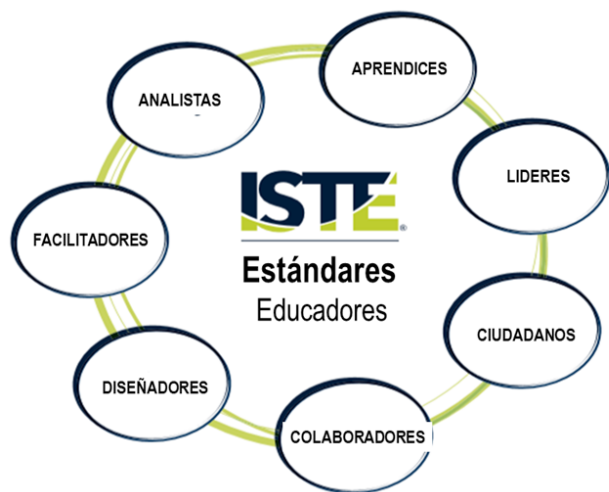 APRENDICES
LIDERES
CIUDADANOS
COLABORADORES
DISEÑADORES
FACILITADORES
ANALISTAS
ISTE®
Estándares
Educadores